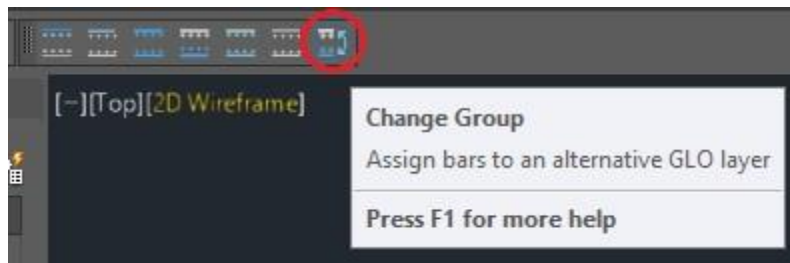 [−][Top][2D Wireframe]
Change Group
Assign bars to an alternative GLO layer
Press F1 for more help